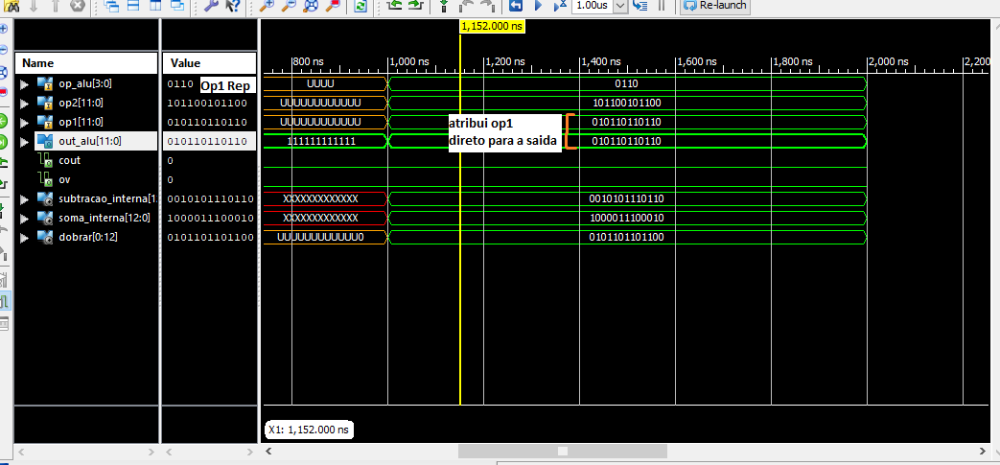 1.00us Re-launch
1,152.000 ns
Name Value 800 ns 1,000 ns 1,200 ns 1,400 ns 1,600 ns 1,800 ns 2,000 ns 2,200
op_alu[3:0] 0110 Op1 Rep UUUU 0110
op2[11:0] 101100101100 UUUUUUUUUUUU 101100101100
op1[11:0] 010110110110 UUUUUUUUUUUU atribui op1 010110110110
out_alu[11:0] 010110110110 111111111111 direto para a saida 010110110110
cout 0
ov 0
subtracao_interna[1 0010101110110 XXXXXXXXXXXXX 0010101110110
soma_interna[12:0] 1000011100010 XXXXXXXXXXXXX 1000011100010
dobrar[0:12] 0101101101100 UUUUUUUUUUUU0 0101101101100
X1: 1,152.000 ns